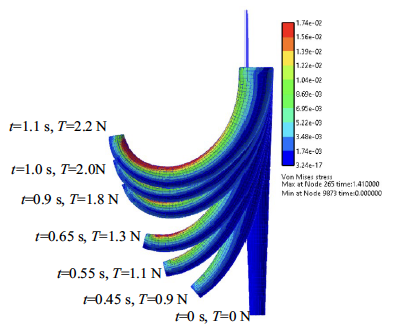 1.74e-02
1.56e-02
1.39e-02
1.22e-02
1.04e-02
8.69e-03
6.95e-03
5.22e-03
3.48e-03
1.74e-03
3.24e-17
Von Mises stress
Max at Node 265 time:1.410000
Min at Node 9873 time:0.000000
t=1.1 s, T=2.2 N
t=1.0 s, T=2.0N
t=0.9 s, T=1.8 N
t=0.65 s, T=1.3 N
t=0.55 s, T=1.1 N
t=0.45 s, T=0.9 N
t=0 s, T=0 N